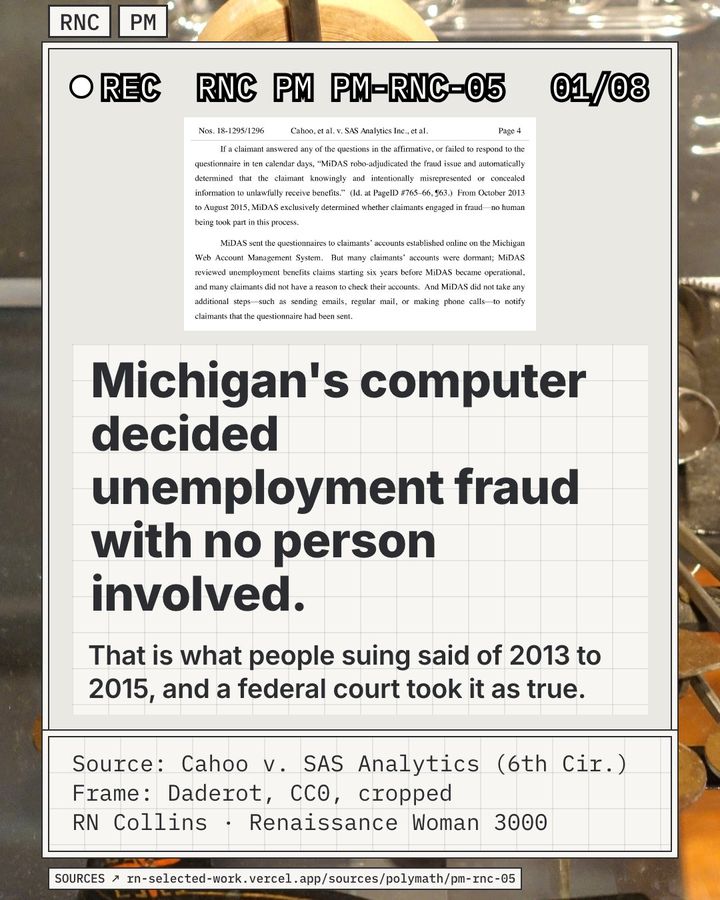 RNC PM
REC RNC PM PM-RNC-05 01/08
Nos. 18-1295/1296 Cahoo, et al. v. SAS Analytics Inc., et al. Page 4
If a claimant answered any of the questions in the affirmative, or failed to respond to the
questionnaire in ten calendar days, “MiDAS robo-adjudicated the fraud issue and automatically
determined that the claimant knowingly and intentionally misrepresented or concealed
information to unlawfully receive benefits.” (Id. at PageID #765–66, ¶63.) From October 2013
to August 2015, MiDAS exclusively determined whether claimants engaged in fraud—no human
being took part in this process.
MiDAS sent the questionnaires to claimants’ accounts established online on the Michigan
Web Account Management System. But many claimants’ accounts were dormant; MiDAS
reviewed unemployment benefits claims starting six years before MiDAS became operational,
and many claimants did not have a reason to check their accounts. And MiDAS did not take any
additional steps—such as sending emails, regular mail, or making phone calls—to notify
claimants that the questionnaire had been sent.
Michigan's computer
decided
unemployment fraud
with no person
involved.
That is what people suing said of 2013 to
2015, and a federal court took it as true.
Source: Cahoo v. SAS Analytics (6th Cir.)
Frame: Daderot, CC0, cropped
RN Collins · Renaissance Woman 3000
SOURCES ↗ rn-selected-work.vercel.app/sources/polymath/pm-rnc-05